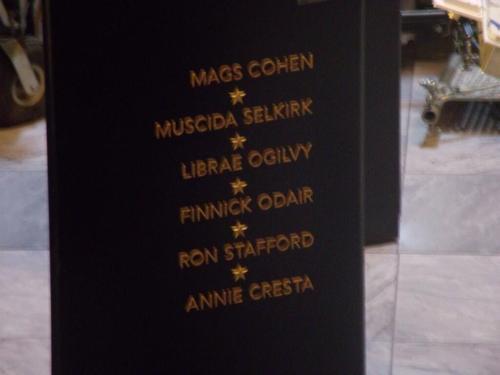 MAGS COHEN
MUSCIDA SELKIRK
LIBRAE OGILVY
FINNICK ODAIR
RON STAFFORD
ANNIE CRESTA